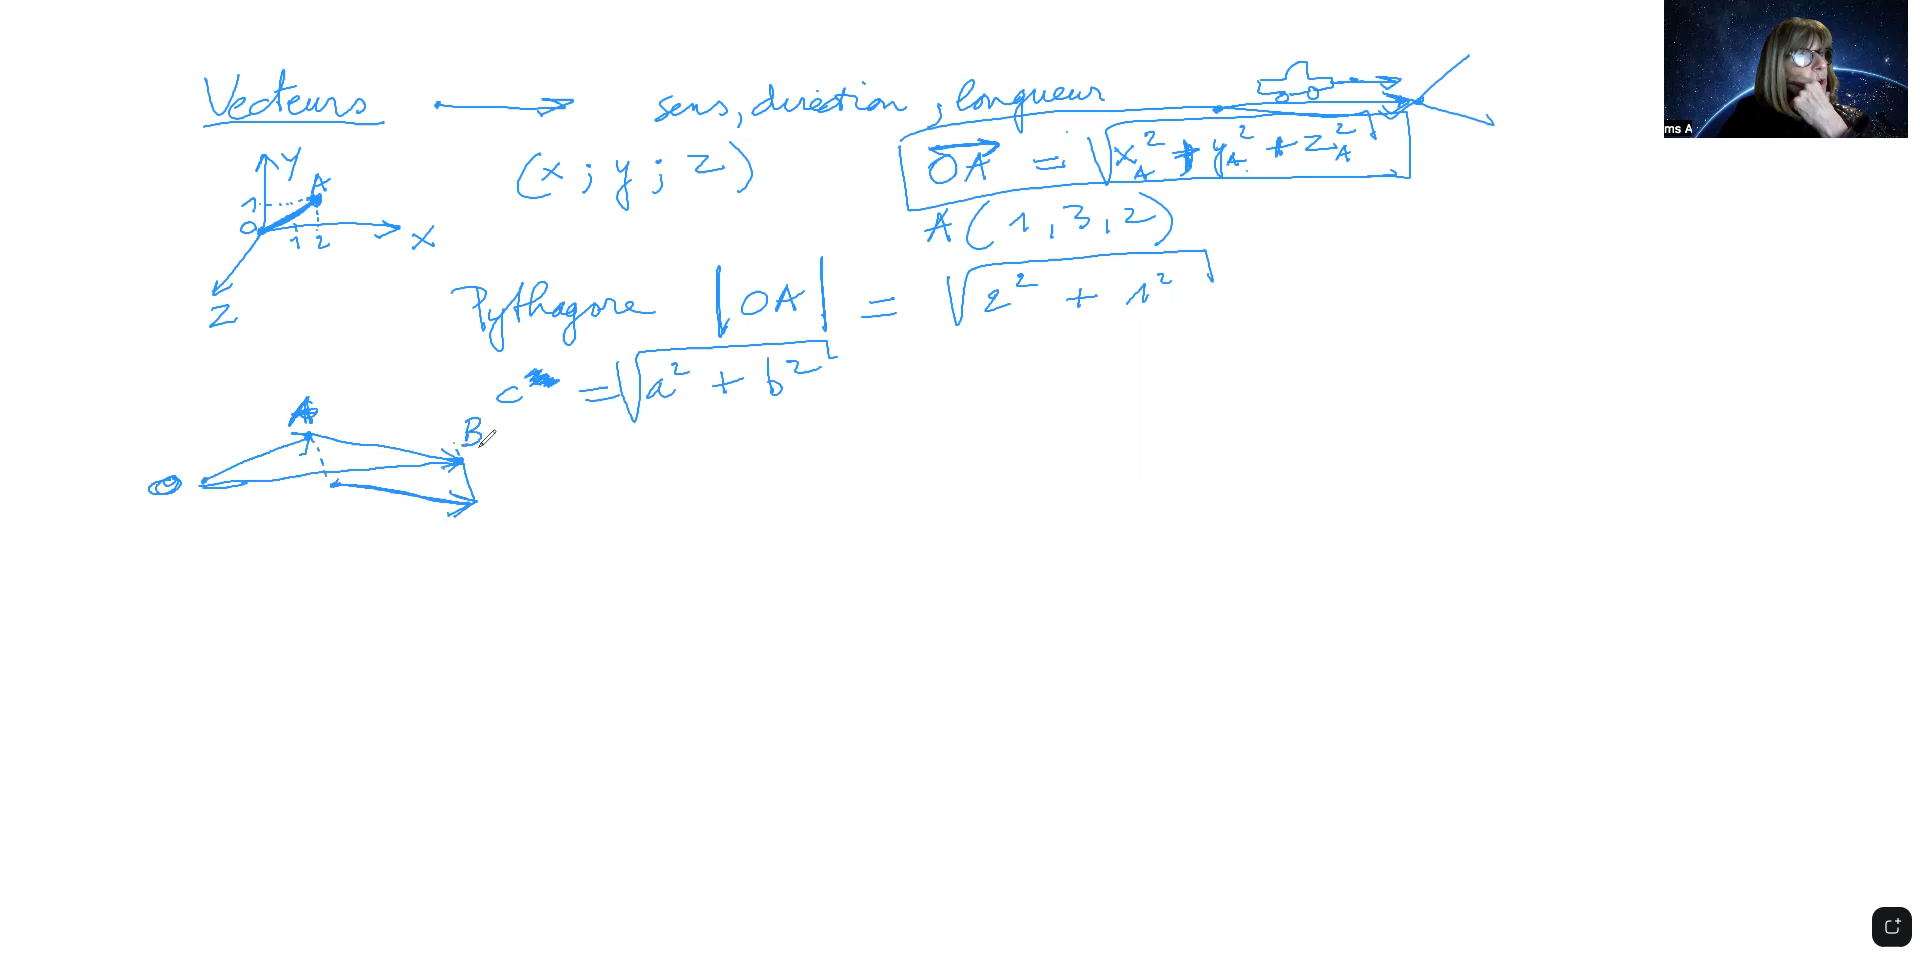 Vecteurs → sens, direction, longueur
(x ; y ; z)
OA = √(x_A² + y_A² + z_A²)
Y
A
1
O
1 2
X
Z
A(1, 3, 2)
Pythagore |OA| = √(2² + 1²)
c = √(a² + b²)
A
B
O
ms A